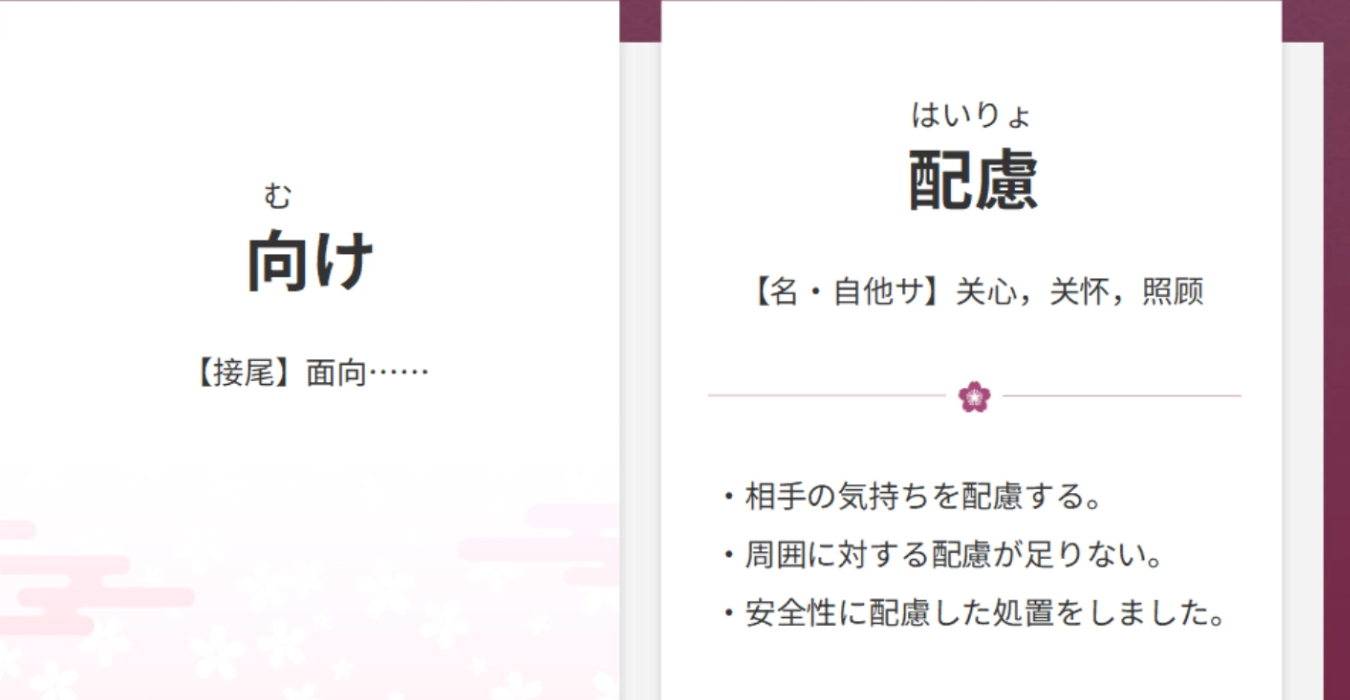 む
向け
【接尾】面向……
はいりょ
配慮
【名・自他サ】关心，关怀，照顾
・相手の気持ちを配慮する。
・周囲に対する配慮が足りない。
・安全性に配慮した処置をしました。